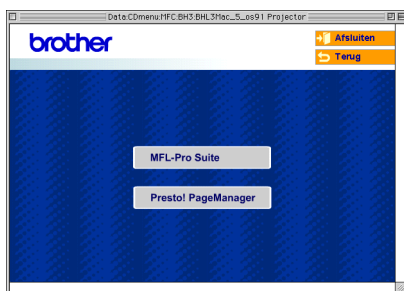 Data:CDmenu:MFC:BH3:BHL3Mac_5_os91 Projector
brother
Afsluiten
Terug
MFL-Pro Suite
Presto! PageManager